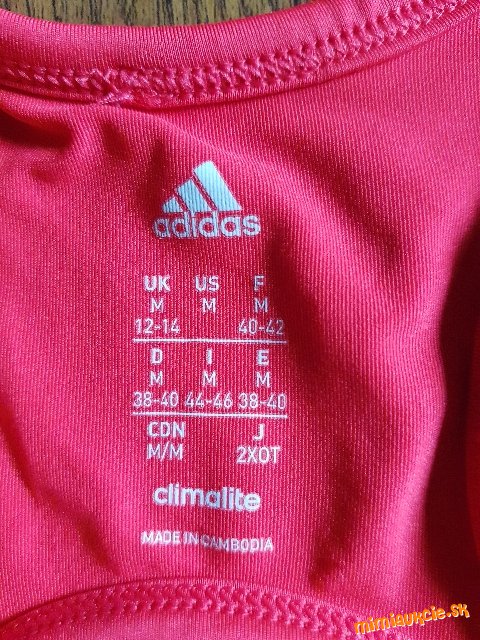 adidas
UK US F
M M M
12-14 40-42
D I E
M M M
38-40 44-46 38-40
CDN J
M/M 2XOT
climalite
MADE IN CAMBODIA
mimiaukcie.sk